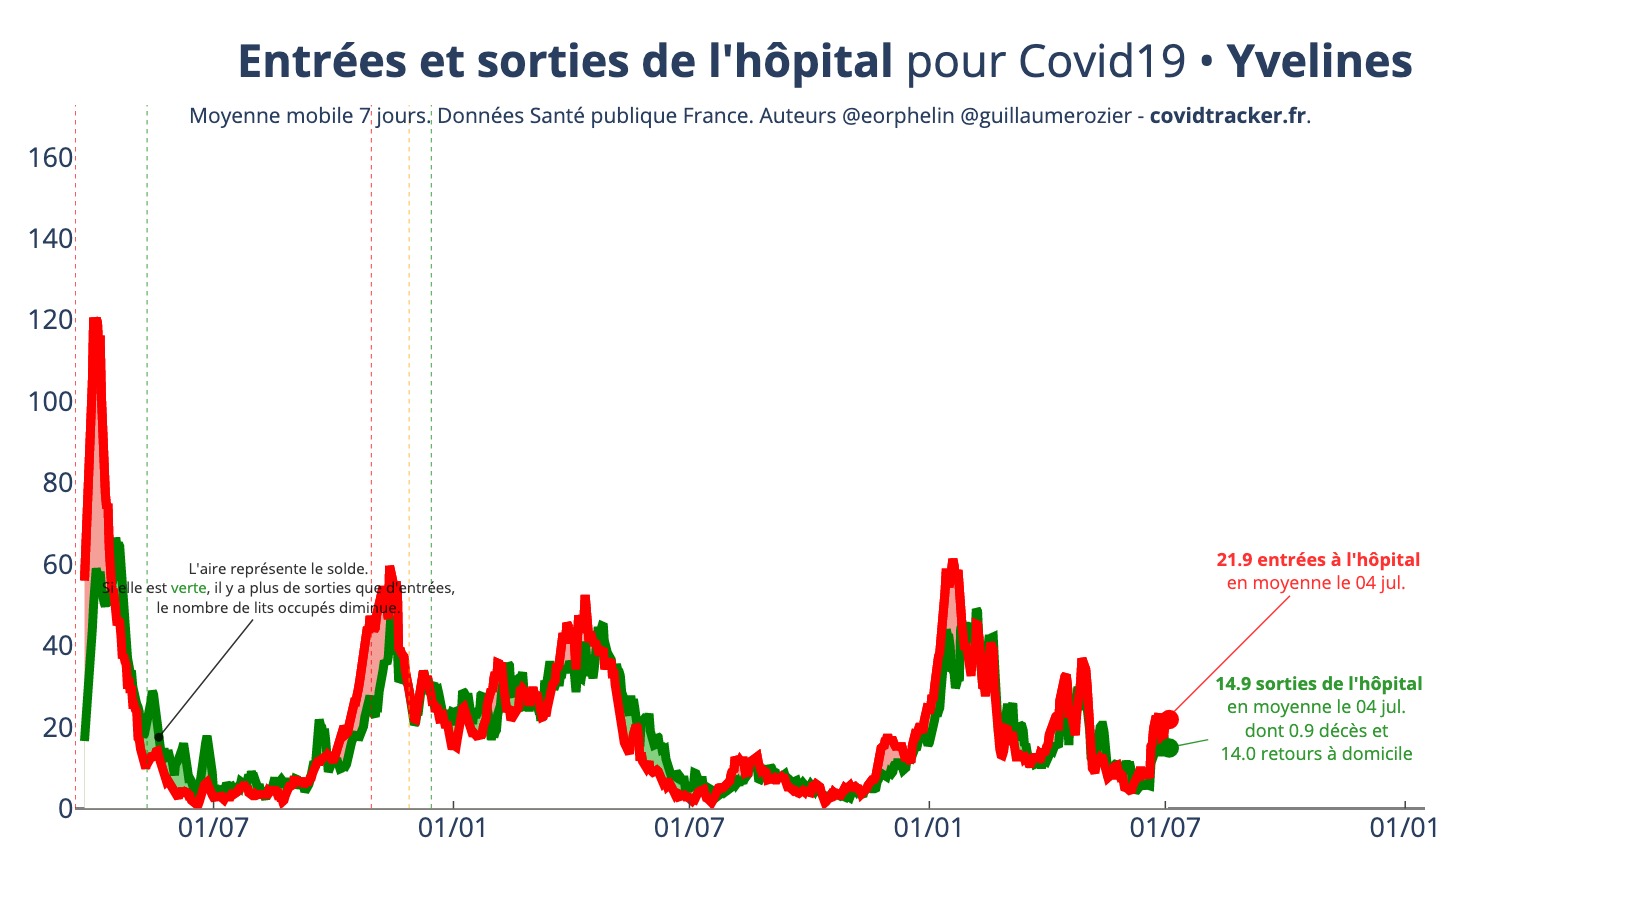 Entrées et sorties de l'hôpital pour Covid19 • Yvelines
Moyenne mobile 7 jours. Données Santé publique France. Auteurs @eorphelin @guillaumerozier - covidtracker.fr.
160
140
120
100
80
60
40
20
0
L'aire représente le solde.
Si elle est verte, il y a plus de sorties que d'entrées,
le nombre de lits occupés diminue.
21.9 entrées à l'hôpital
en moyenne le 04 jul.
14.9 sorties de l'hôpital
en moyenne le 04 jul.
dont 0.9 décès et
14.0 retours à domicile
01/07
01/01
01/07
01/01
01/07
01/01